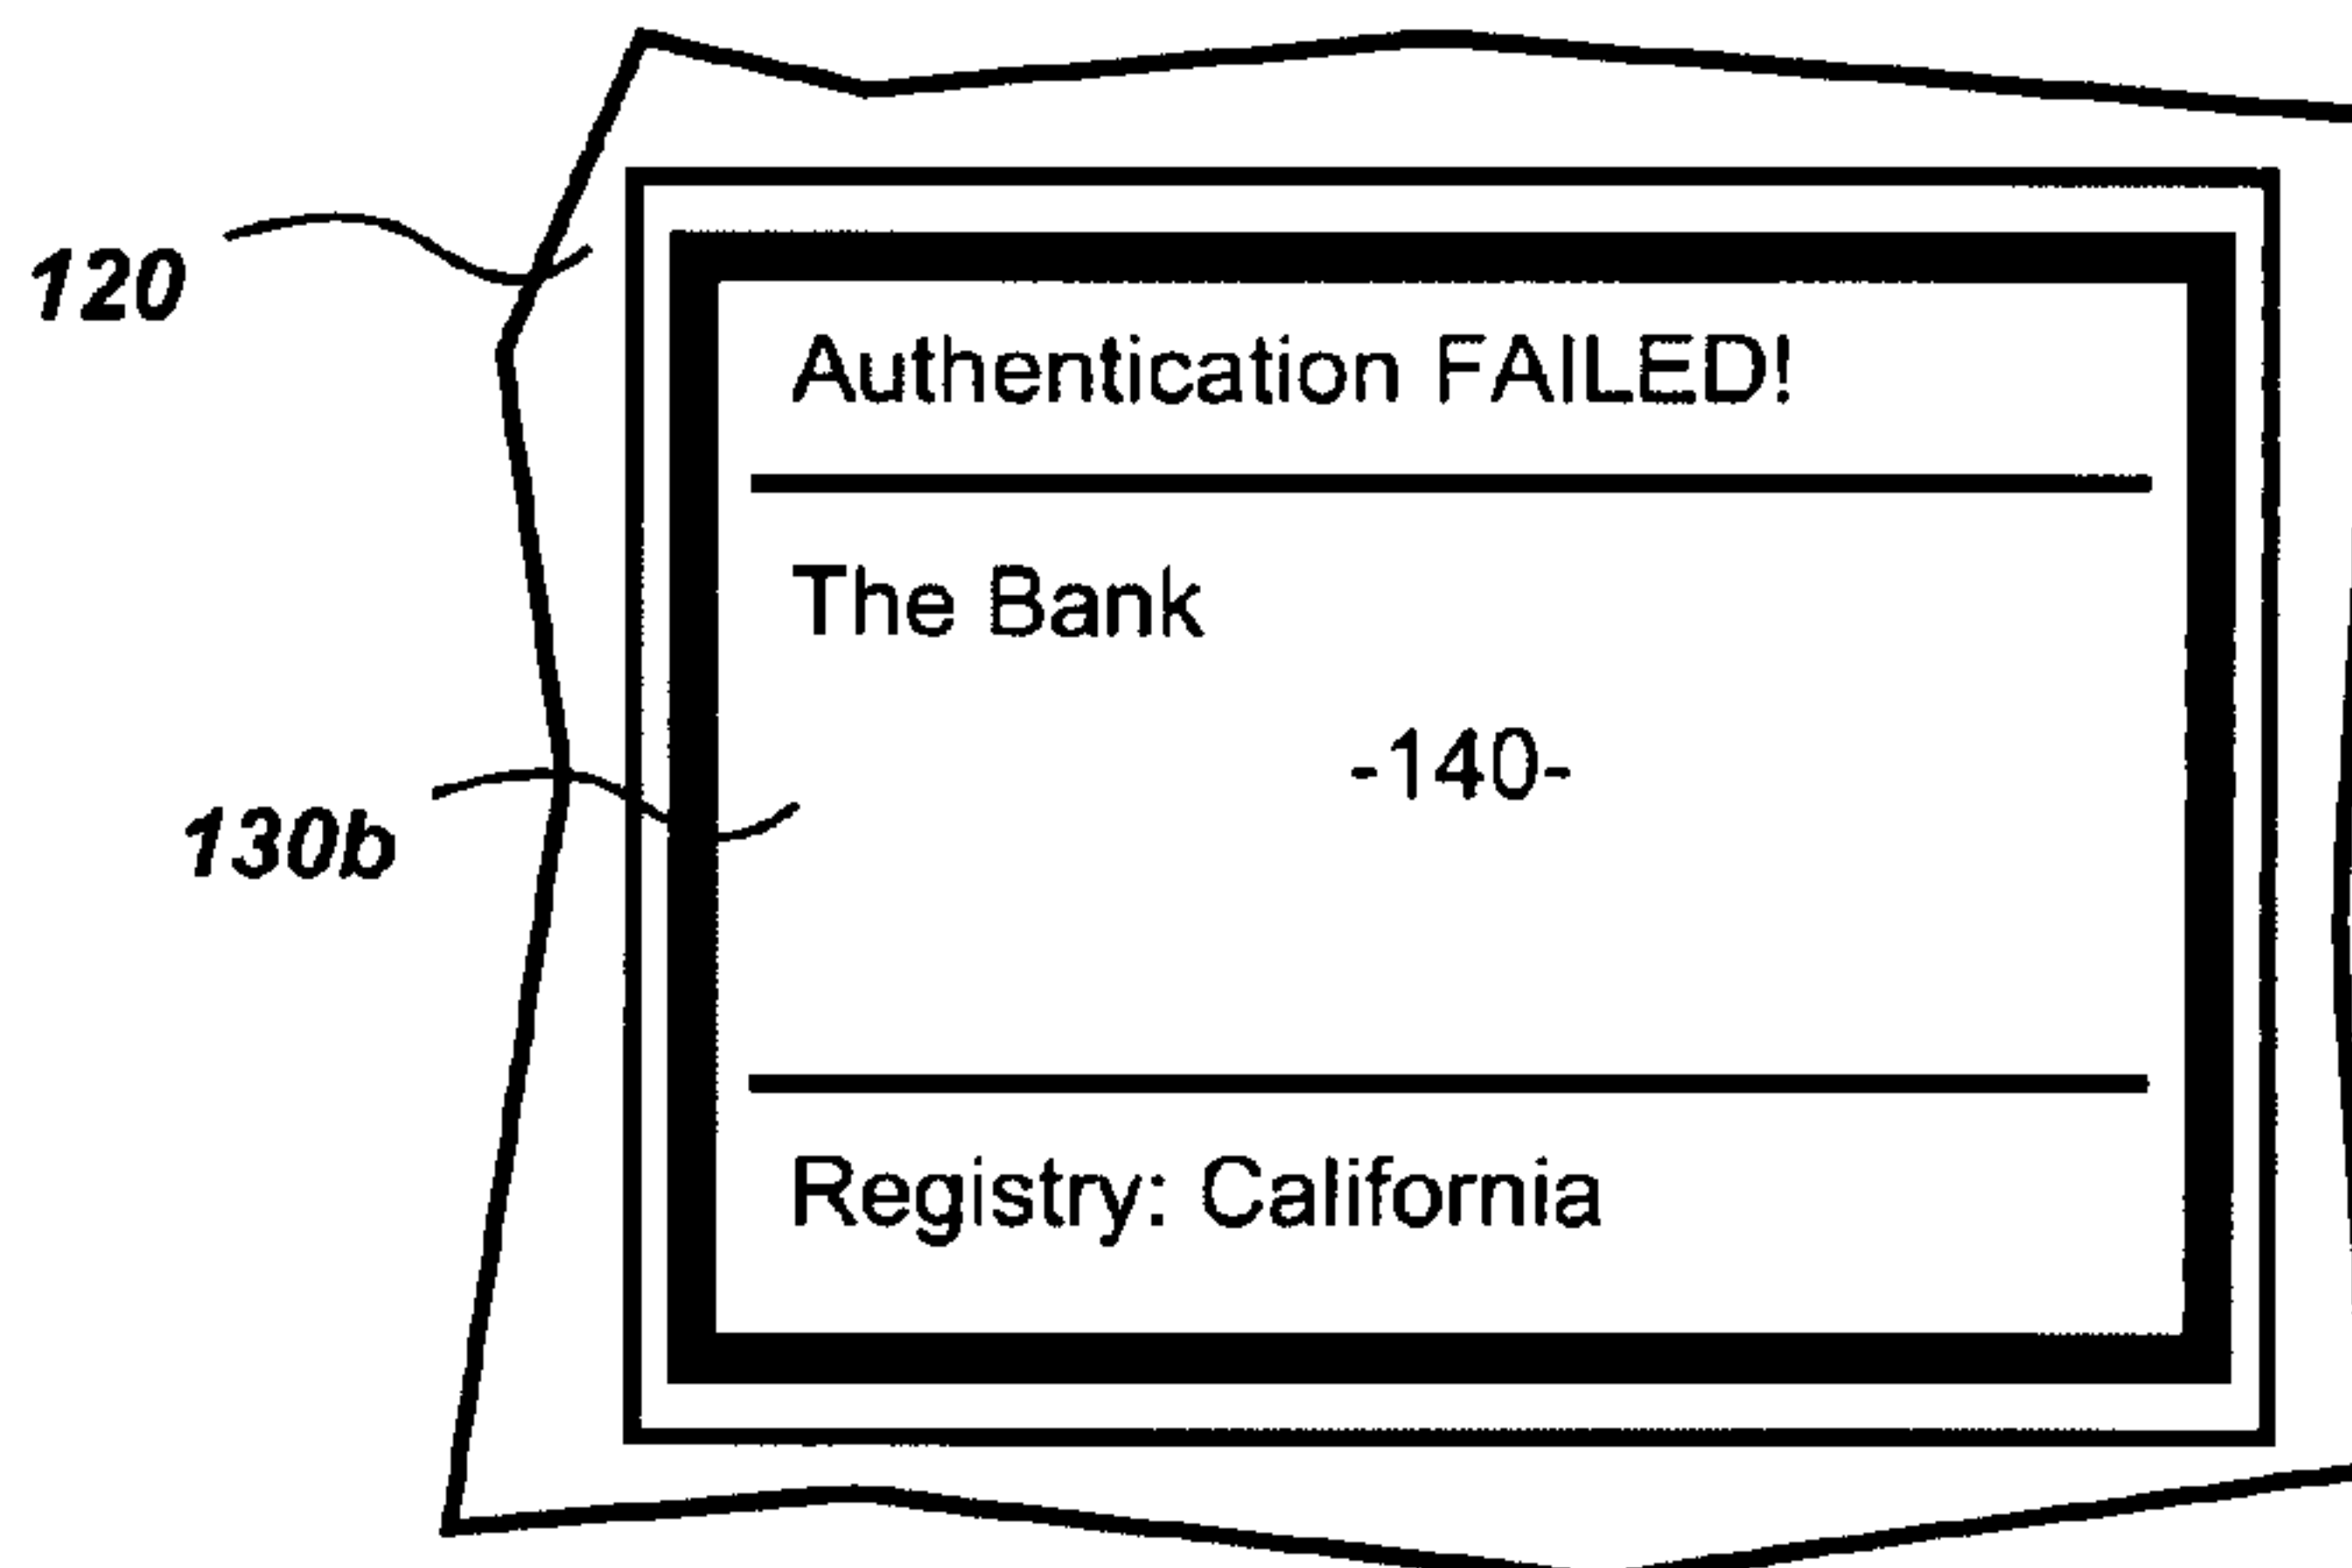 120
Authentication FAILED!
The Bank
-140-
130b
Registry: California